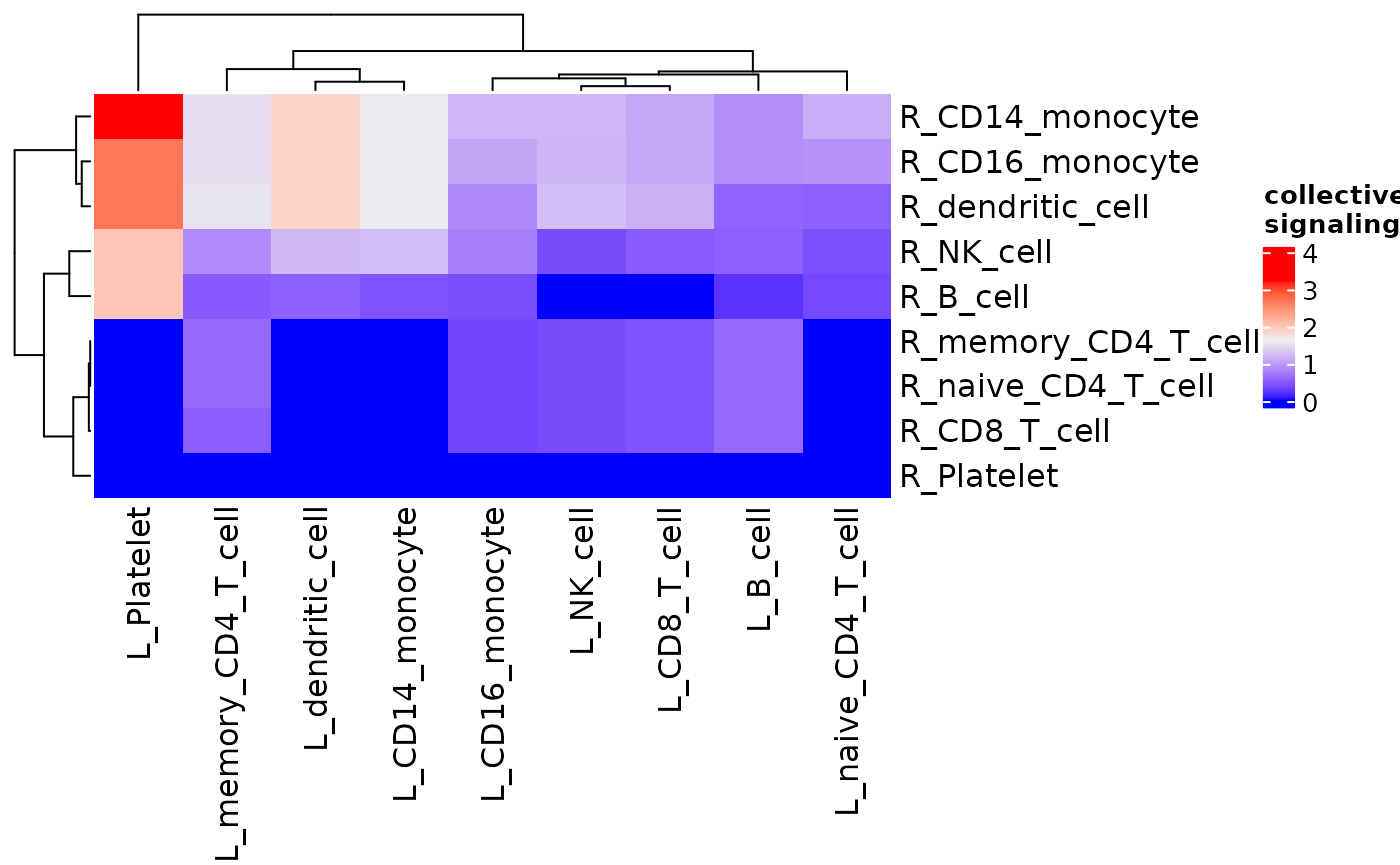 R_CD14_monocyte
R_CD16_monocyte
R_dendritic_cell
R_NK_cell
R_B_cell
R_memory_CD4_T_cell
R_naive_CD4_T_cell
R_CD8_T_cell
R_Platelet
L_Platelet
L_memory_CD4_T_cell
L_dendritic_cell
L_CD14_monocyte
L_CD16_monocyte
L_NK_cell
L_CD8_T_cell
L_B_cell
L_naive_CD4_T_cell
collective
signaling
4
3
2
1
0